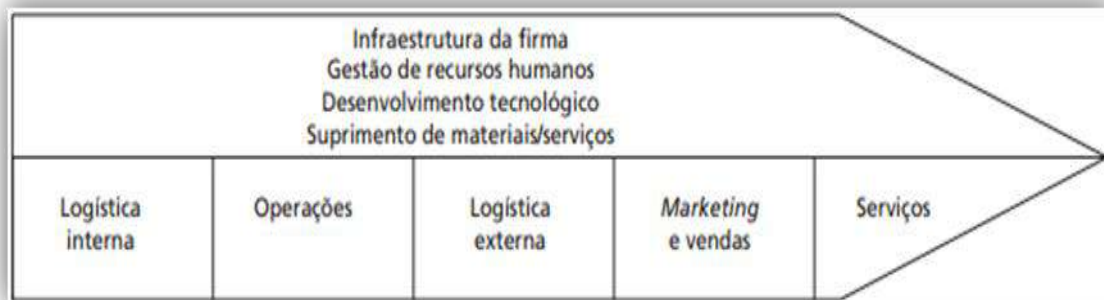 Infraestrutura da firma
Gestão de recursos humanos
Desenvolvimento tecnológico
Suprimento de materiais/serviços
Logística
interna
Operações
Logística
externa
Marketing
e vendas
Serviços